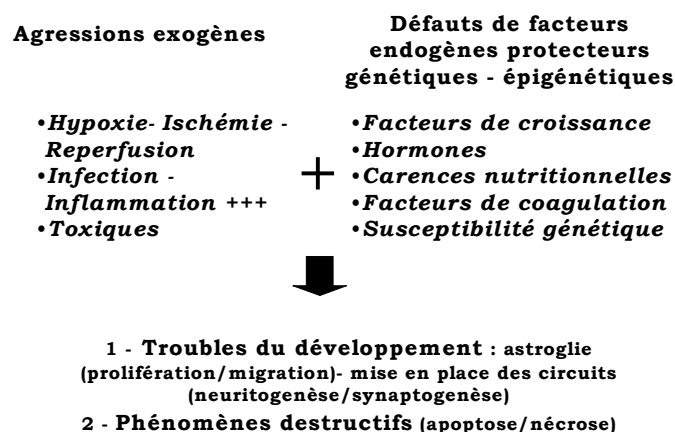 Agressions exogènes
Défauts de facteurs
endogènes protecteurs
génétiques - épigénétiques
•Hypoxie- Ischémie -
Reperfusion
•Infection -
Inflammation +++
•Toxiques
+
•Facteurs de croissance
•Hormones
•Carences nutritionnelles
•Facteurs de coagulation
•Susceptibilité génétique
1 - Troubles du développement : astroglie
(prolifération/migration)- mise en place des circuits
(neuritogenèse/synaptogenèse)
2 - Phénomènes destructifs (apoptose/nécrose)